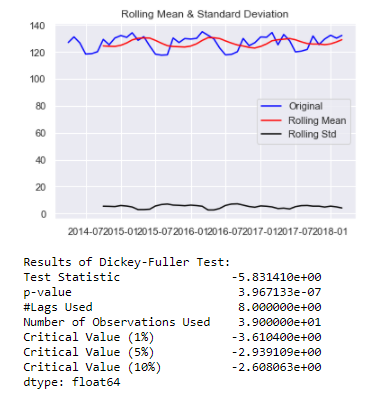 Rolling Mean & Standard Deviation
140
120
100
80
60
40
20
0
Original
Rolling Mean
Rolling Std
2014-07 2015-01 2015-07 2016-01 2016-07 2017-01 2017-07 2018-01
Results of Dickey-Fuller Test:
Test Statistic -5.831410e+00
p-value 3.967133e-07
#Lags Used 8.000000e+00
Number of Observations Used 3.900000e+01
Critical Value (1%) -3.610400e+00
Critical Value (5%) -2.939109e+00
Critical Value (10%) -2.608063e+00
dtype: float64